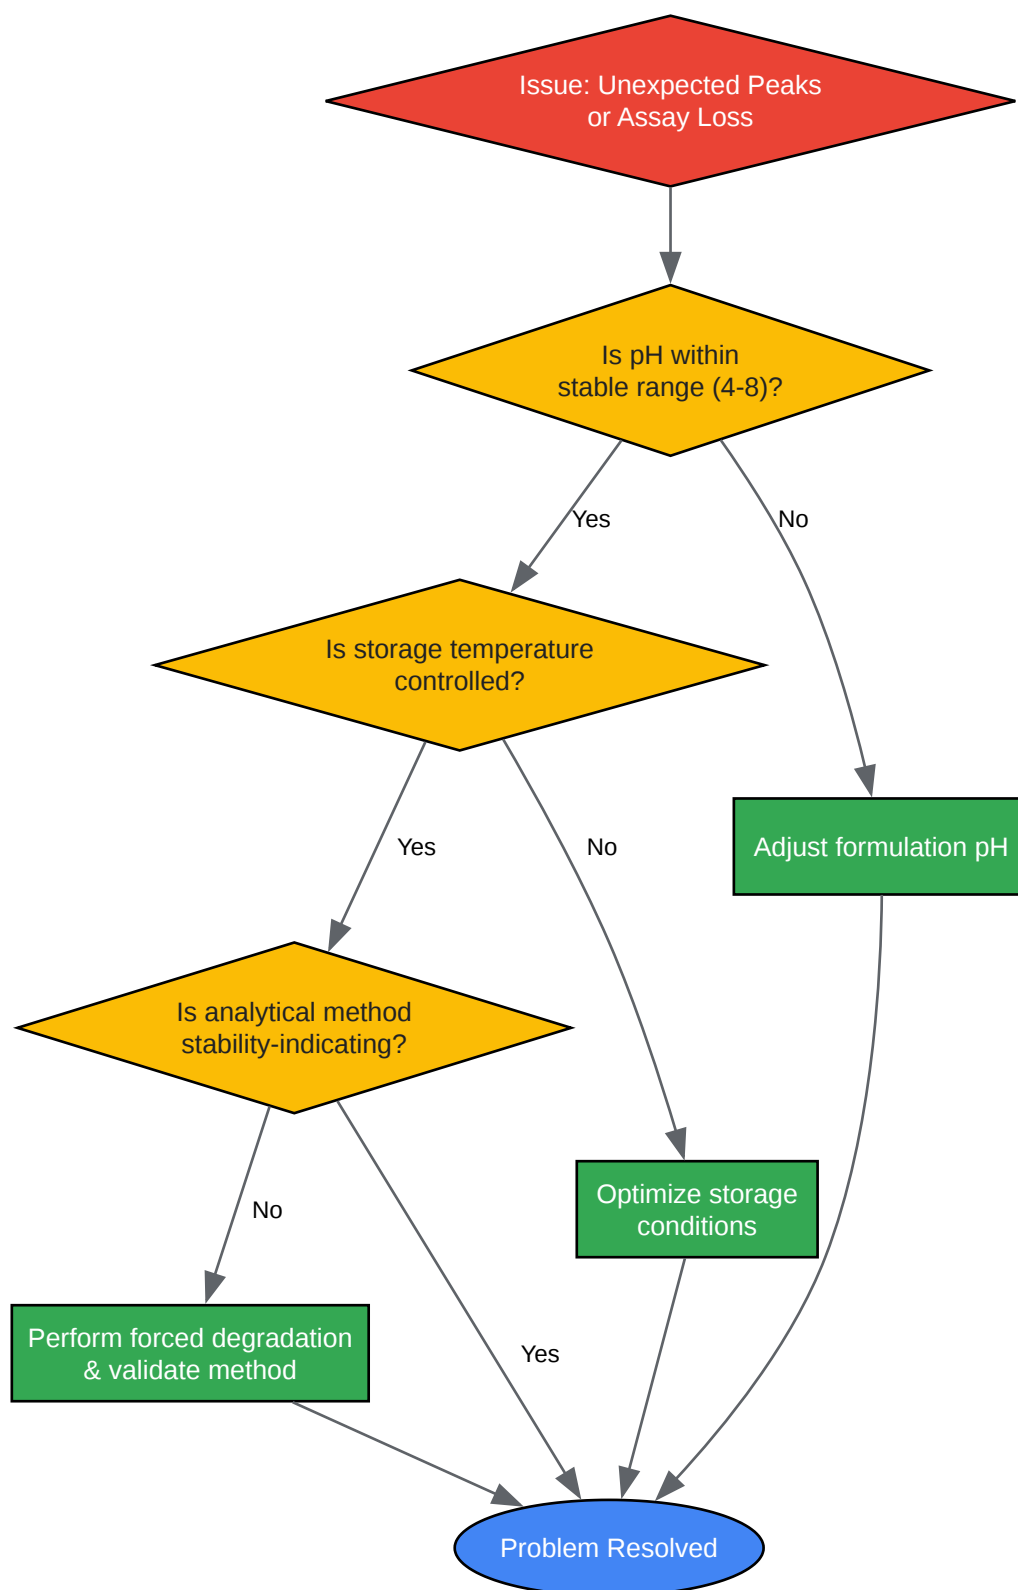 Issue: Unexpected Peaks
or Assay Loss
Is pH within
stable range (4-8)?
Yes
No
Is storage temperature
controlled?
Yes
No
Adjust formulation pH
Is analytical method
stability-indicating?
No
Yes
Optimize storage
conditions
Perform forced degradation
& validate method
Problem Resolved